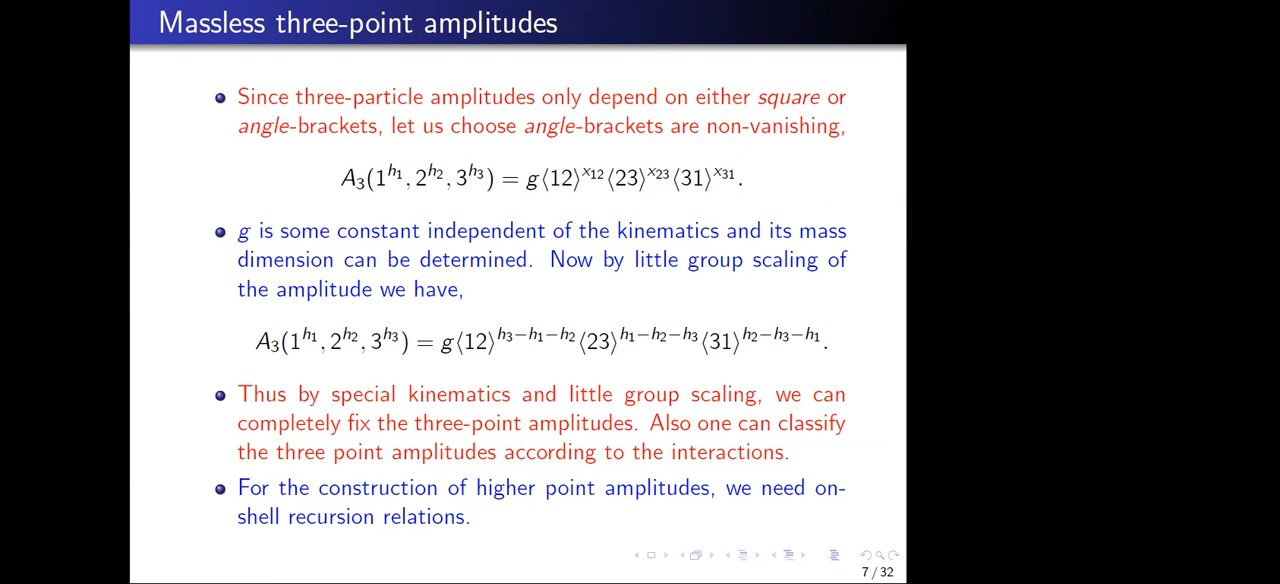 Massless three-point amplitudes
Since three-particle amplitudes only depend on either square or
angle-brackets, let us choose angle-brackets are non-vanishing,
A₃(1^{h₁}, 2^{h₂}, 3^{h₃}) = g⟨12⟩^{x₁₂}⟨23⟩^{x₂₃}⟨31⟩^{x₃₁}.
g is some constant independent of the kinematics and its mass
dimension can be determined. Now by little group scaling of
the amplitude we have,
A₃(1^{h₁}, 2^{h₂}, 3^{h₃}) = g⟨12⟩^{h₃−h₁−h₂}⟨23⟩^{h₁−h₂−h₃}⟨31⟩^{h₂−h₃−h₁}.
Thus by special kinematics and little group scaling, we can
completely fix the three-point amplitudes. Also one can classify
the three point amplitudes according to the interactions.
For the construction of higher point amplitudes, we need on-
shell recursion relations.
7 / 32